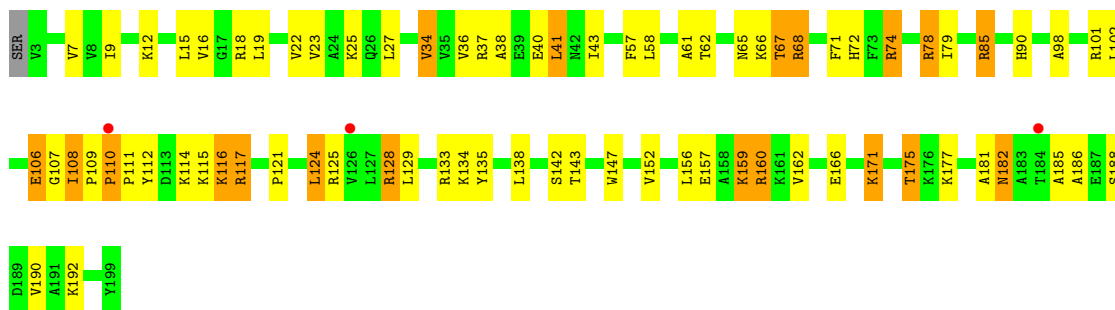 SER V3 V7 V8 I9 K12 L15 V16 G17 R18 L19 V22 V23 A24 K25 Q26 L27 V34 V35 V36 R37 A38 E39 E40 L41 N42 I43 F57 L58 A61 T62 N65 K66 T67 R68 F71 H72 F73 R74 R78 I79 R85 H90 A98 R101 L102
E106 G107 I108 P109 P110 P111 Y112 D113 K114 K115 K116 R117 P121 L124 R125 V126 L127 R128 L129 R133 K134 Y135 L138 S142 T143 W147 V152 L156 E157 A158 K159 R160 K161 V162 E166 K171 T175 K176 K177 A181 N182 A183 T184 A185 A186 E187 S188
D189 V190 A191 K192 Y199